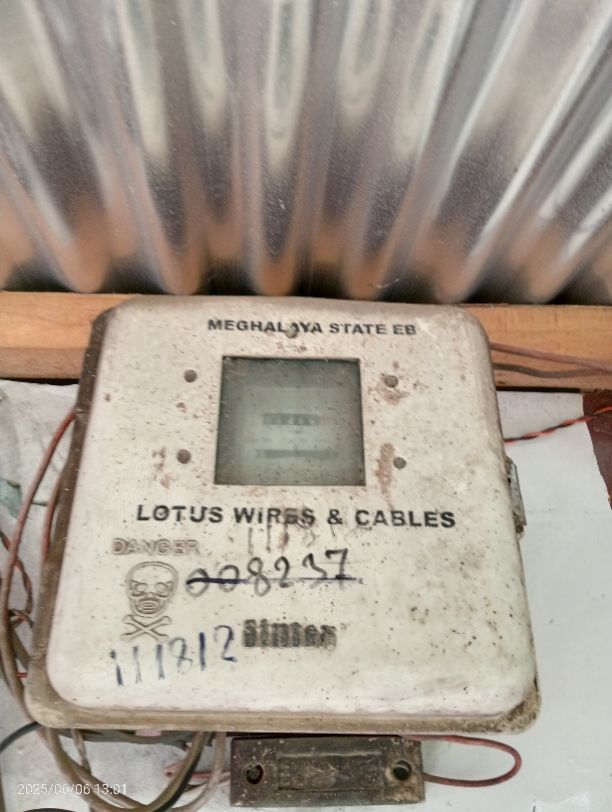 MEGHALAYA STATE EB
LOTUS WIRES & CABLES
DANGER
008237
Sintex
111812
2025/06/06 13:01